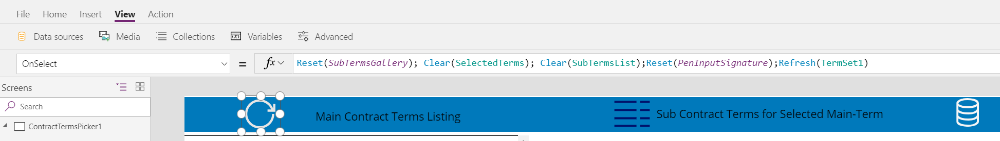 File Home Insert View Action
Data sources Media Collections (x) Variables Advanced
OnSelect = fx Reset(SubTermsGallery); Clear(SelectedTerms); Clear(SubTermsList);Reset(PenInputSignature);Refresh(TermSet1)
Screens
Search
Main Contract Terms Listing Sub Contract Terms for Selected Main-Term
ContractTermsPicker1